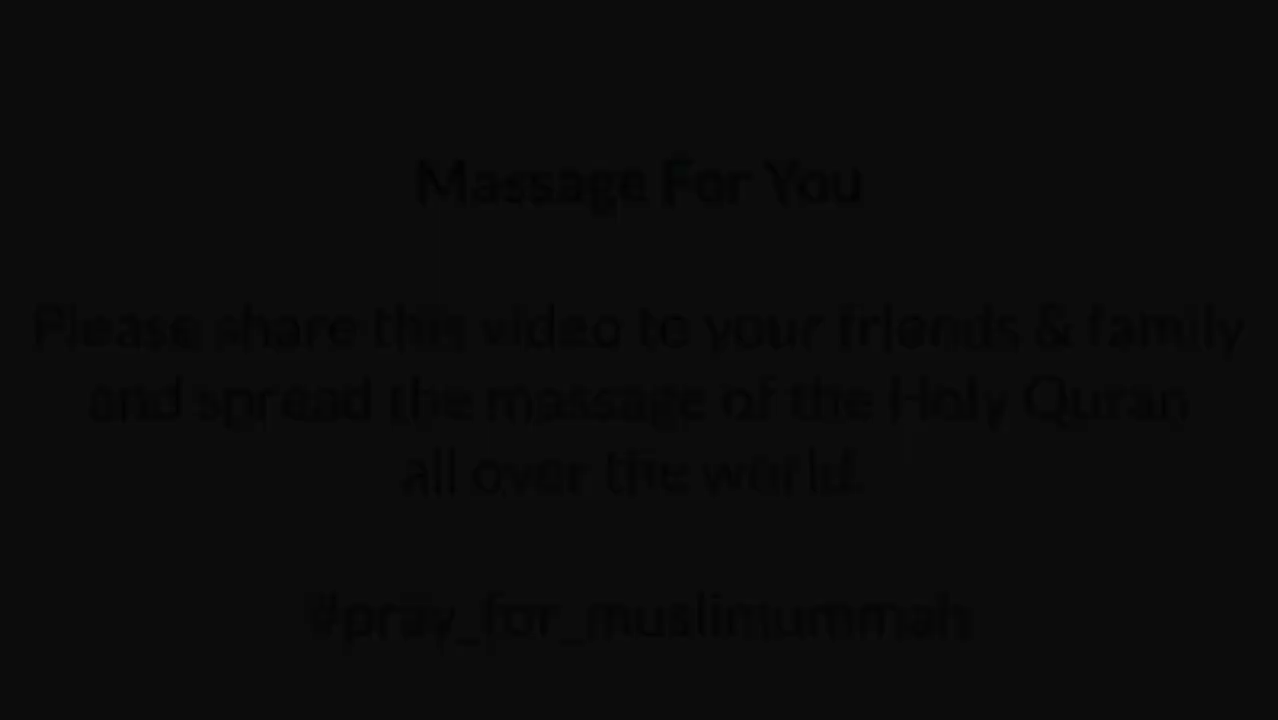 Massage For You
Please share this video to your friends & family
and spread the massage of the Holy Quran
all over the world.
#pray_for_muslimummah